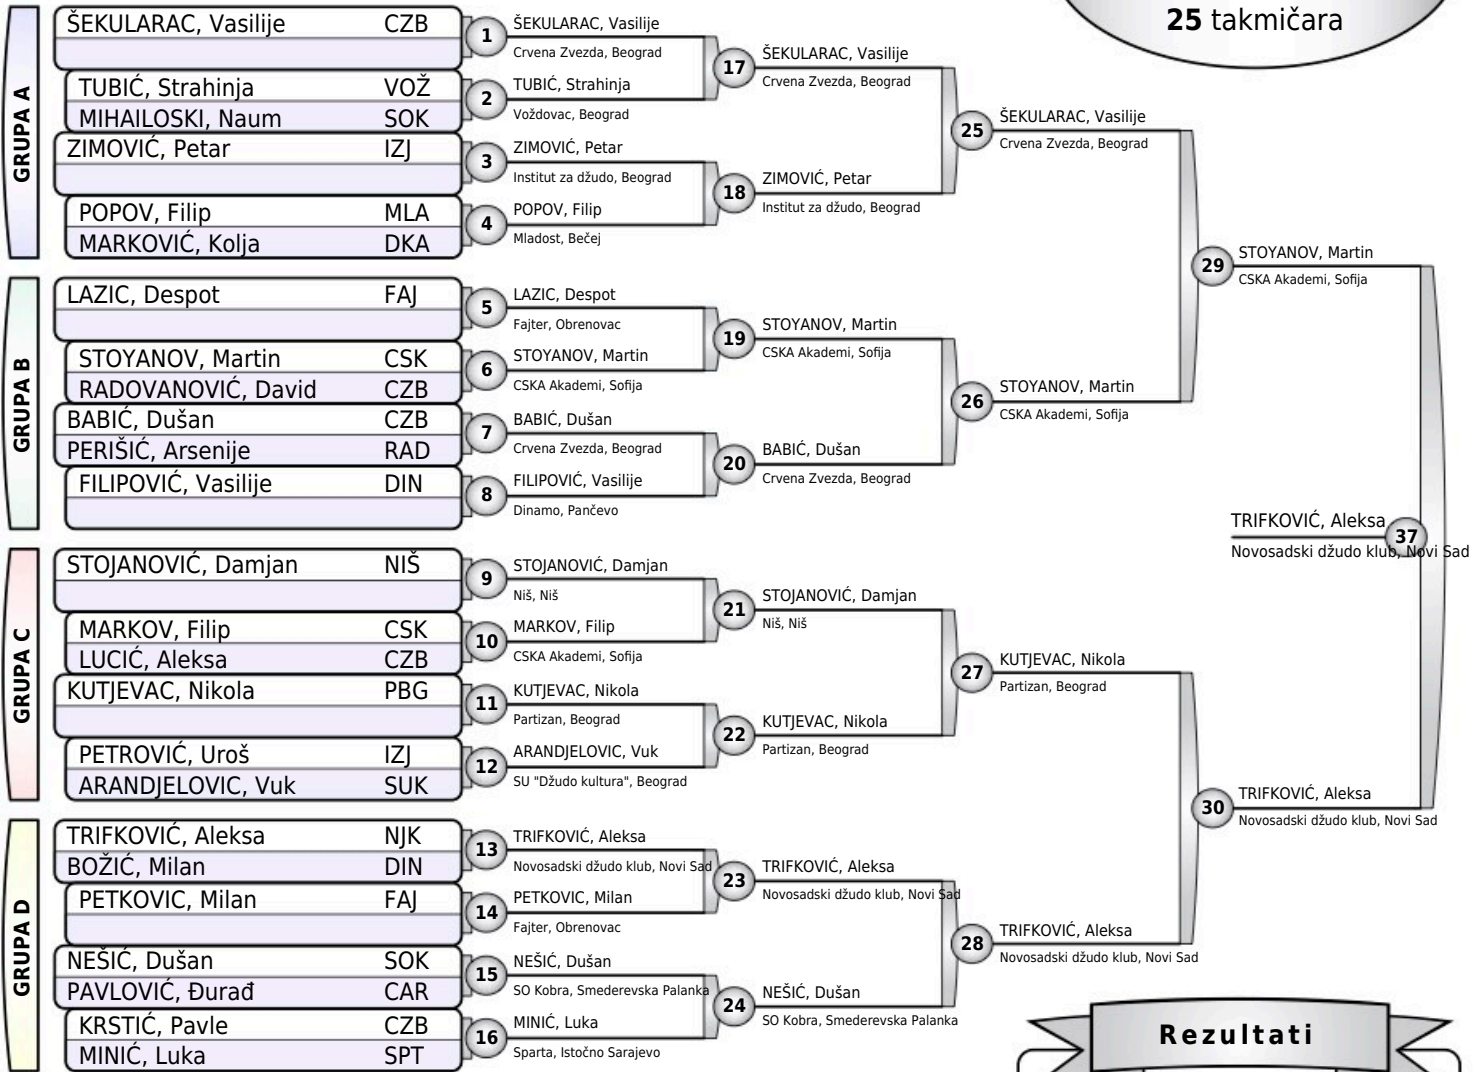 25 takmičara
GRUPA A
ŠEKULARAC, Vasilije CZB
TUBIĆ, Strahinja VOŽ
MIHAILOSKI, Naum SOK
ZIMOVIĆ, Petar IZJ
POPOV, Filip MLA
MARKOVIĆ, Kolja DKA
GRUPA B
LAZIC, Despot FAJ
STOYANOV, Martin CSK
RADOVANOVIĆ, David CZB
BABIĆ, Dušan CZB
PERIŠIĆ, Arsenije RAD
FILIPOVIĆ, Vasilije DIN
GRUPA C
STOJANOVIĆ, Damjan NIŠ
MARKOV, Filip CSK
LUCIĆ, Aleksa CZB
KUTJEVAC, Nikola PBG
PETROVIĆ, Uroš IZJ
ARANDJELOVIC, Vuk SUK
GRUPA D
TRIFKOVIĆ, Aleksa NJK
BOŽIĆ, Milan DIN
PETKOVIC, Milan FAJ
NEŠIĆ, Dušan SOK
PAVLOVIĆ, Đurađ CAR
KRSTIĆ, Pavle CZB
MINIĆ, Luka SPT
1 ŠEKULARAC, Vasilije
Crvena Zvezda, Beograd
2 TUBIĆ, Strahinja
Voždovac, Beograd
3 ZIMOVIĆ, Petar
Institut za džudo, Beograd
4 POPOV, Filip
Mladost, Bečej
5 LAZIC, Despot
Fajter, Obrenovac
6 STOYANOV, Martin
CSKA Akademi, Sofija
7 BABIĆ, Dušan
Crvena Zvezda, Beograd
8 FILIPOVIĆ, Vasilije
Dinamo, Pančevo
9 STOJANOVIĆ, Damjan
Niš, Niš
10 MARKOV, Filip
CSKA Akademi, Sofija
11 KUTJEVAC, Nikola
Partizan, Beograd
12 ARANDJELOVIC, Vuk
SU "Džudo kultura", Beograd
13 TRIFKOVIĆ, Aleksa
Novosadski džudo klub, Novi Sad
14 PETKOVIC, Milan
Fajter, Obrenovac
15 NEŠIĆ, Dušan
SO Kobra, Smederevska Palanka
16 MINIĆ, Luka
Sparta, Istočno Sarajevo
17 ŠEKULARAC, Vasilije
Crvena Zvezda, Beograd
18 ZIMOVIĆ, Petar
Institut za džudo, Beograd
19 STOYANOV, Martin
CSKA Akademi, Sofija
20 BABIĆ, Dušan
Crvena Zvezda, Beograd
21 STOJANOVIĆ, Damjan
Niš, Niš
22 KUTJEVAC, Nikola
Partizan, Beograd
23 TRIFKOVIĆ, Aleksa
Novosadski džudo klub, Novi Sad
24 NEŠIĆ, Dušan
SO Kobra, Smederevska Palanka
25 ŠEKULARAC, Vasilije
Crvena Zvezda, Beograd
26 STOYANOV, Martin
CSKA Akademi, Sofija
27 KUTJEVAC, Nikola
Partizan, Beograd
28 TRIFKOVIĆ, Aleksa
Novosadski džudo klub, Novi Sad
29 STOYANOV, Martin
CSKA Akademi, Sofija
30 TRIFKOVIĆ, Aleksa
Novosadski džudo klub, Novi Sad
TRIFKOVIĆ, Aleksa 37
Novosadski džudo klub, Novi Sad
Rezultati